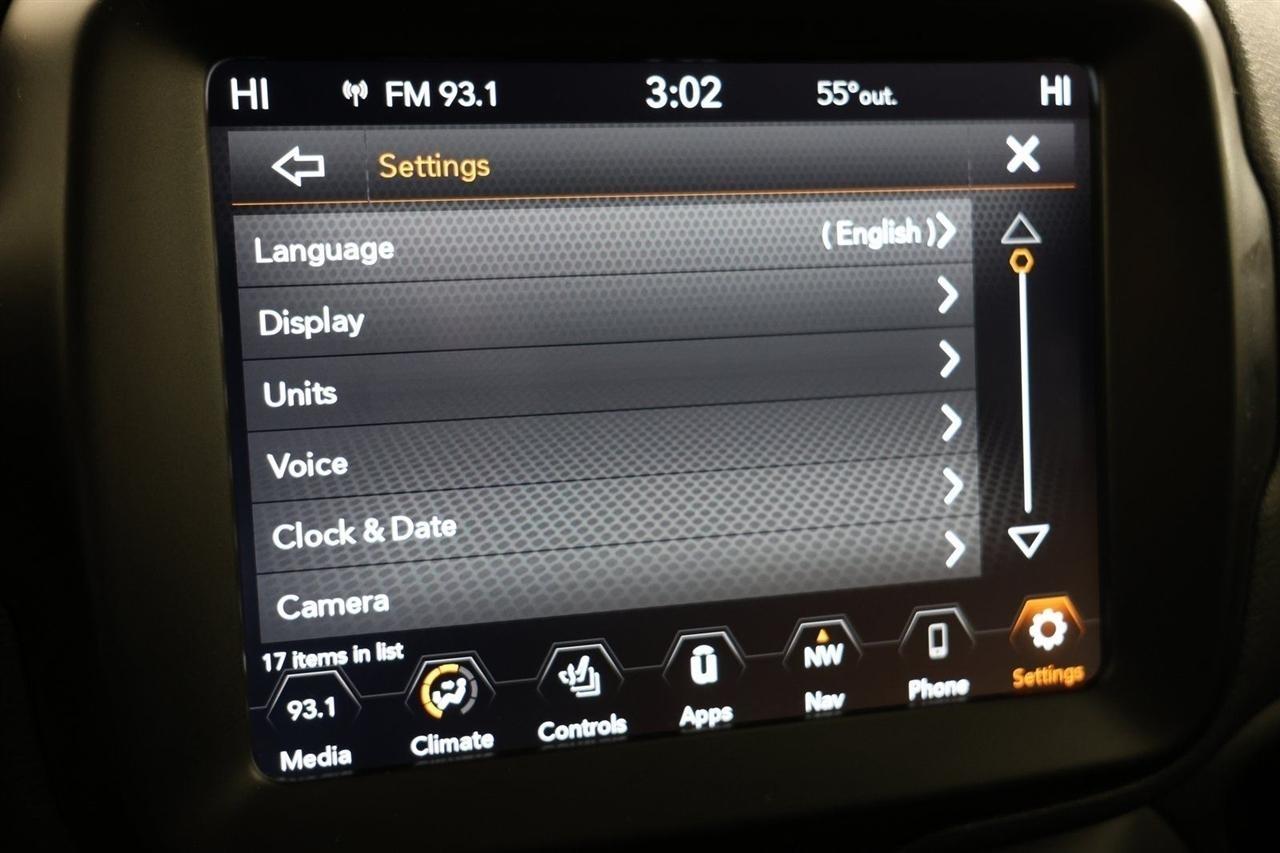 HI FM 93.1 3:02 55°out. HI
Settings
Language ( English )
Display
Units
Voice
Clock & Date
Camera
17 items in list
93.1 NW
Media Climate Controls Apps Nav Phone Settings